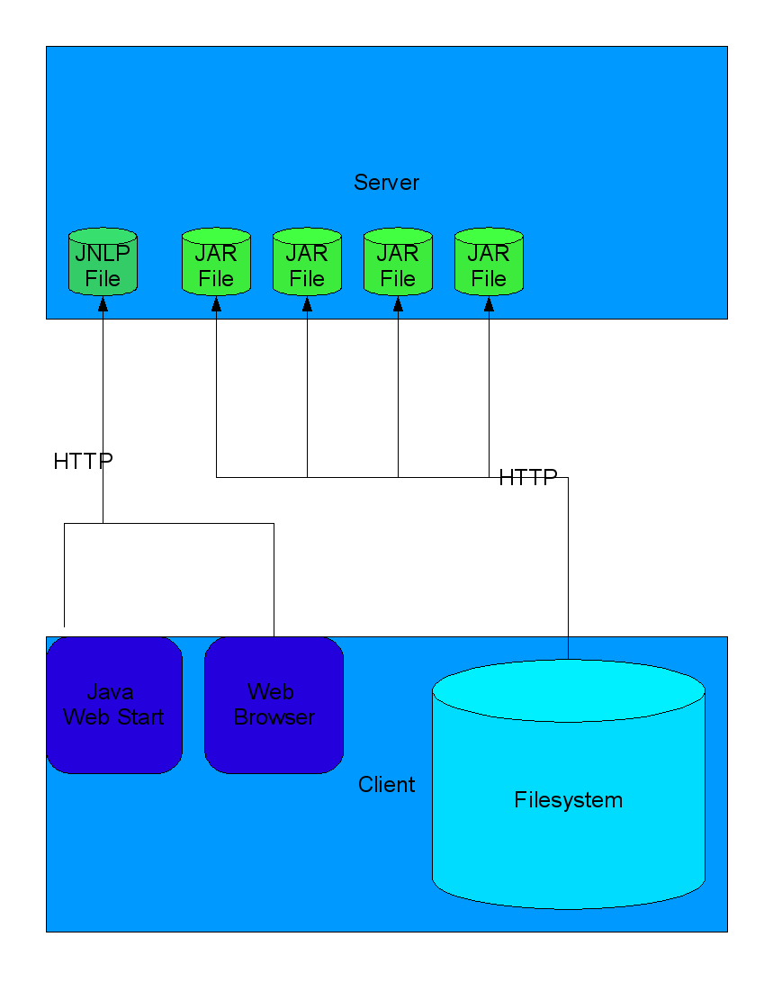 Server
JNLP
File
JAR
File
JAR
File
JAR
File
JAR
File
HTTP
HTTP
Java
Web Start
Web
Browser
Client
Filesystem